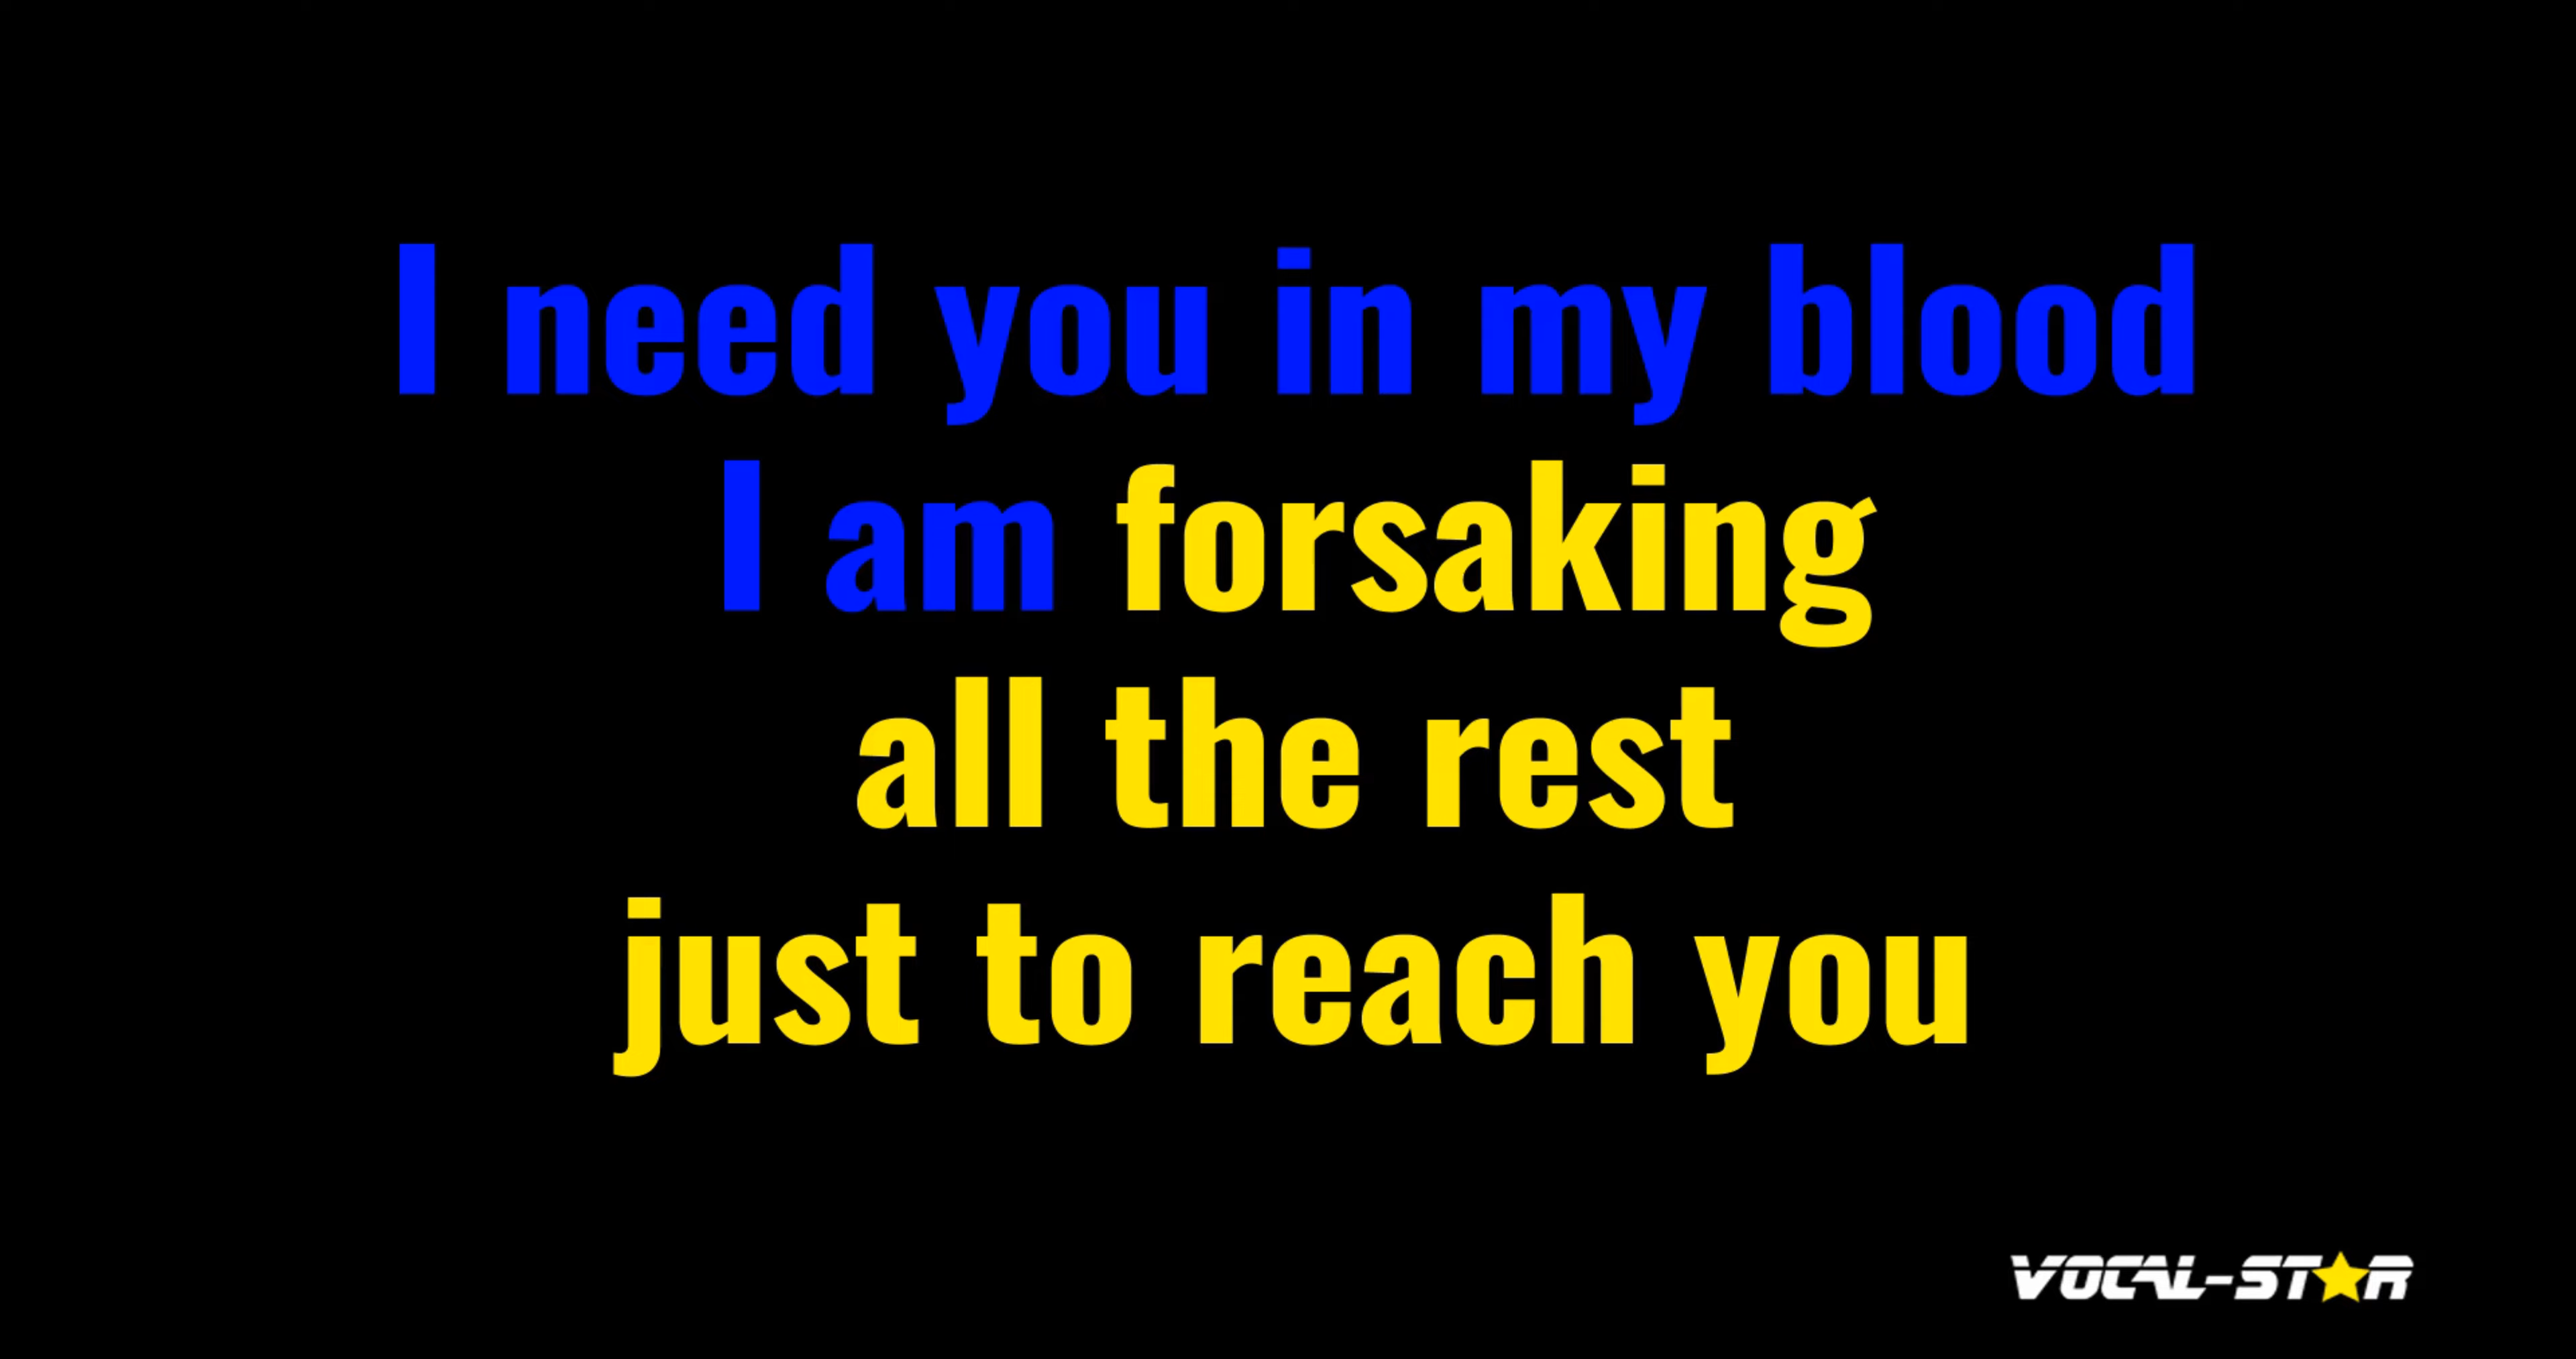 I need you in my blood
I am forsaking
all the rest
just to reach you
VOCAL-STAR